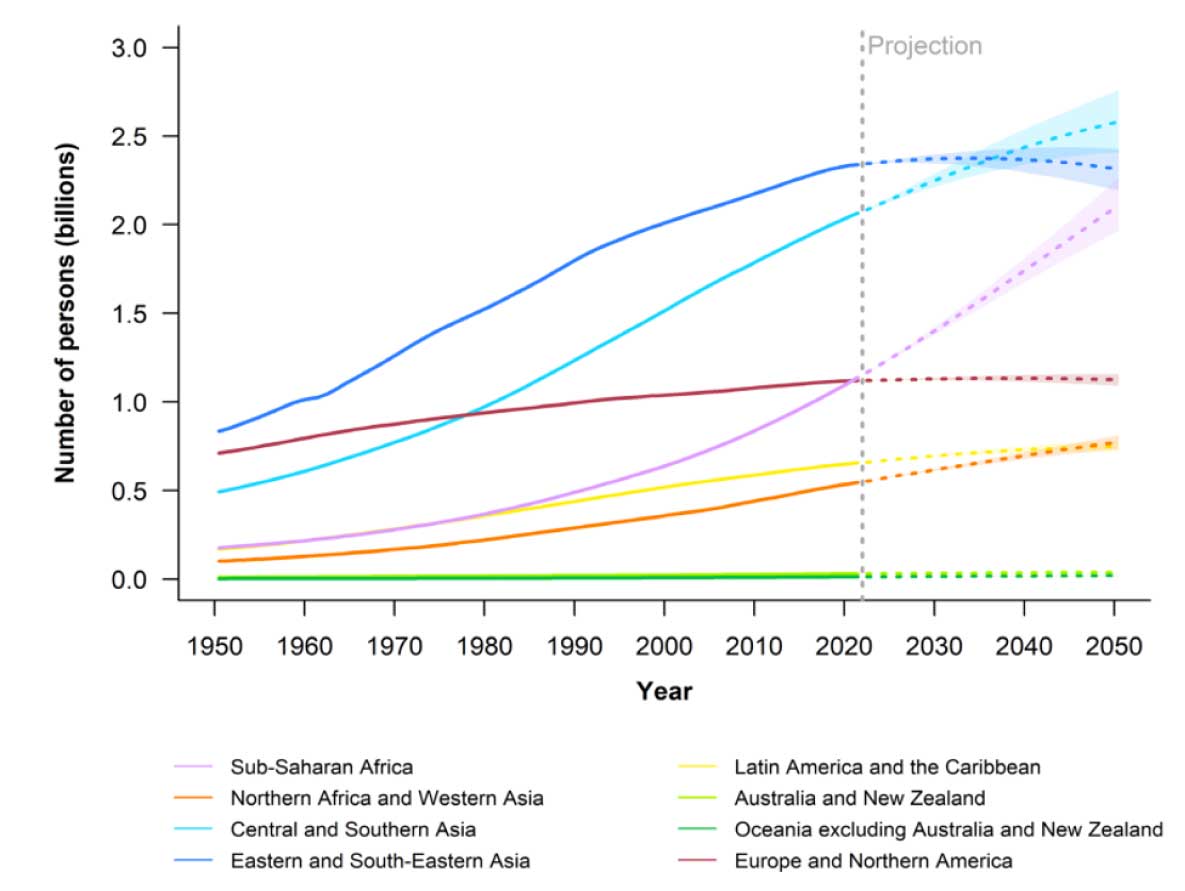 Projection
3.0
2.5
2.0
1.5
1.0
0.5
0.0
Number of persons (billions)
1950 1960 1970 1980 1990 2000 2010 2020 2030 2040 2050
Year
Sub-Saharan Africa
Northern Africa and Western Asia
Central and Southern Asia
Eastern and South-Eastern Asia
Latin America and the Caribbean
Australia and New Zealand
Oceania excluding Australia and New Zealand
Europe and Northern America